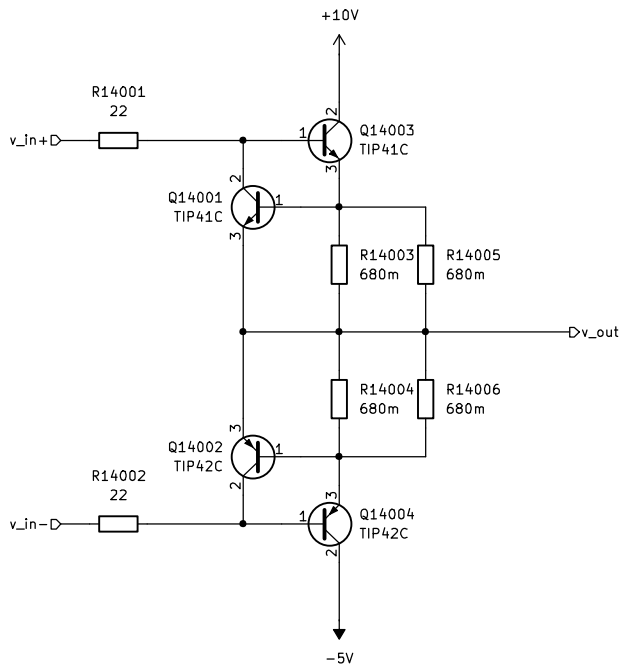 +10V
R14001
22
v_in+
1
2
3
Q14003
TIP41C
2
Q14001
TIP41C
1
3
R14003
680m
R14005
680m
v_out
R14004
680m
R14006
680m
3
Q14002
TIP42C
1
2
R14002
22
v_in-
1
3
2
Q14004
TIP42C
-5V